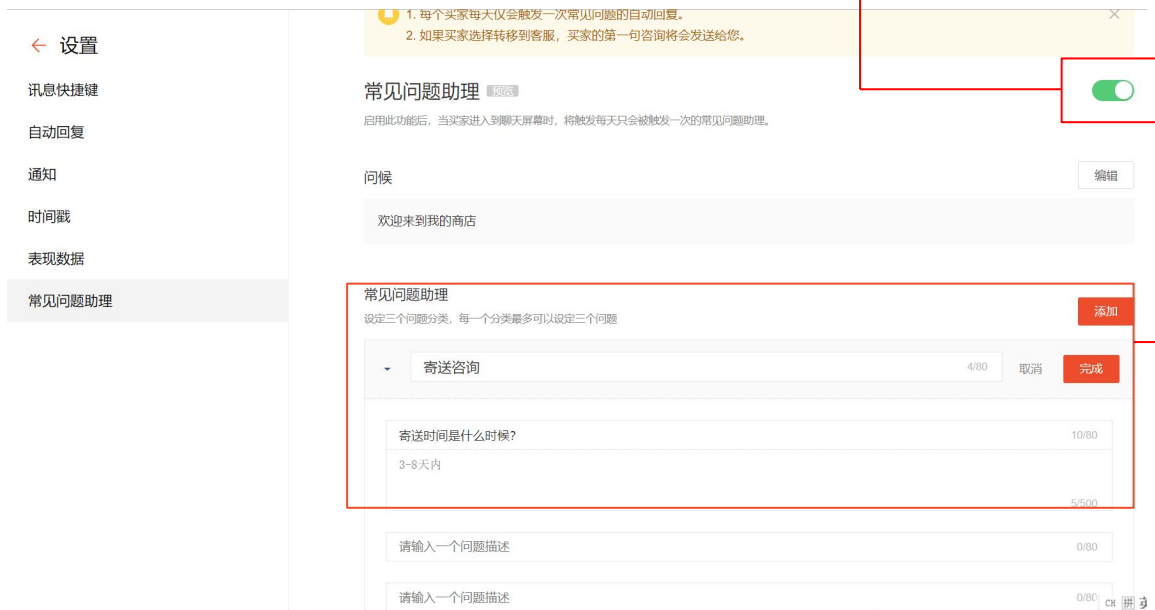 1. 每个买家每天仅会触发一次常见问题的自动回复。
2. 如果买家选择转移到客服，买家的第一句咨询将会发送给您。
← 设置
讯息快捷键
自动回复
通知
时间戳
表现数据
常见问题助理
常见问题助理 预览
启用此功能后，当买家进入到聊天屏幕时，将触发每天只会被触发一次的常见问题助理。
问候 编辑
欢迎来到我的商店
常见问题助理
设定三个问题分类，每一个分类最多可以设定三个问题
添加
寄送咨询 4/80 取消 完成
寄送时间是什么时候? 10/80
3-8天内
5/500
请输入一个问题描述 0/80
请输入一个问题描述 0/80
CH 拼